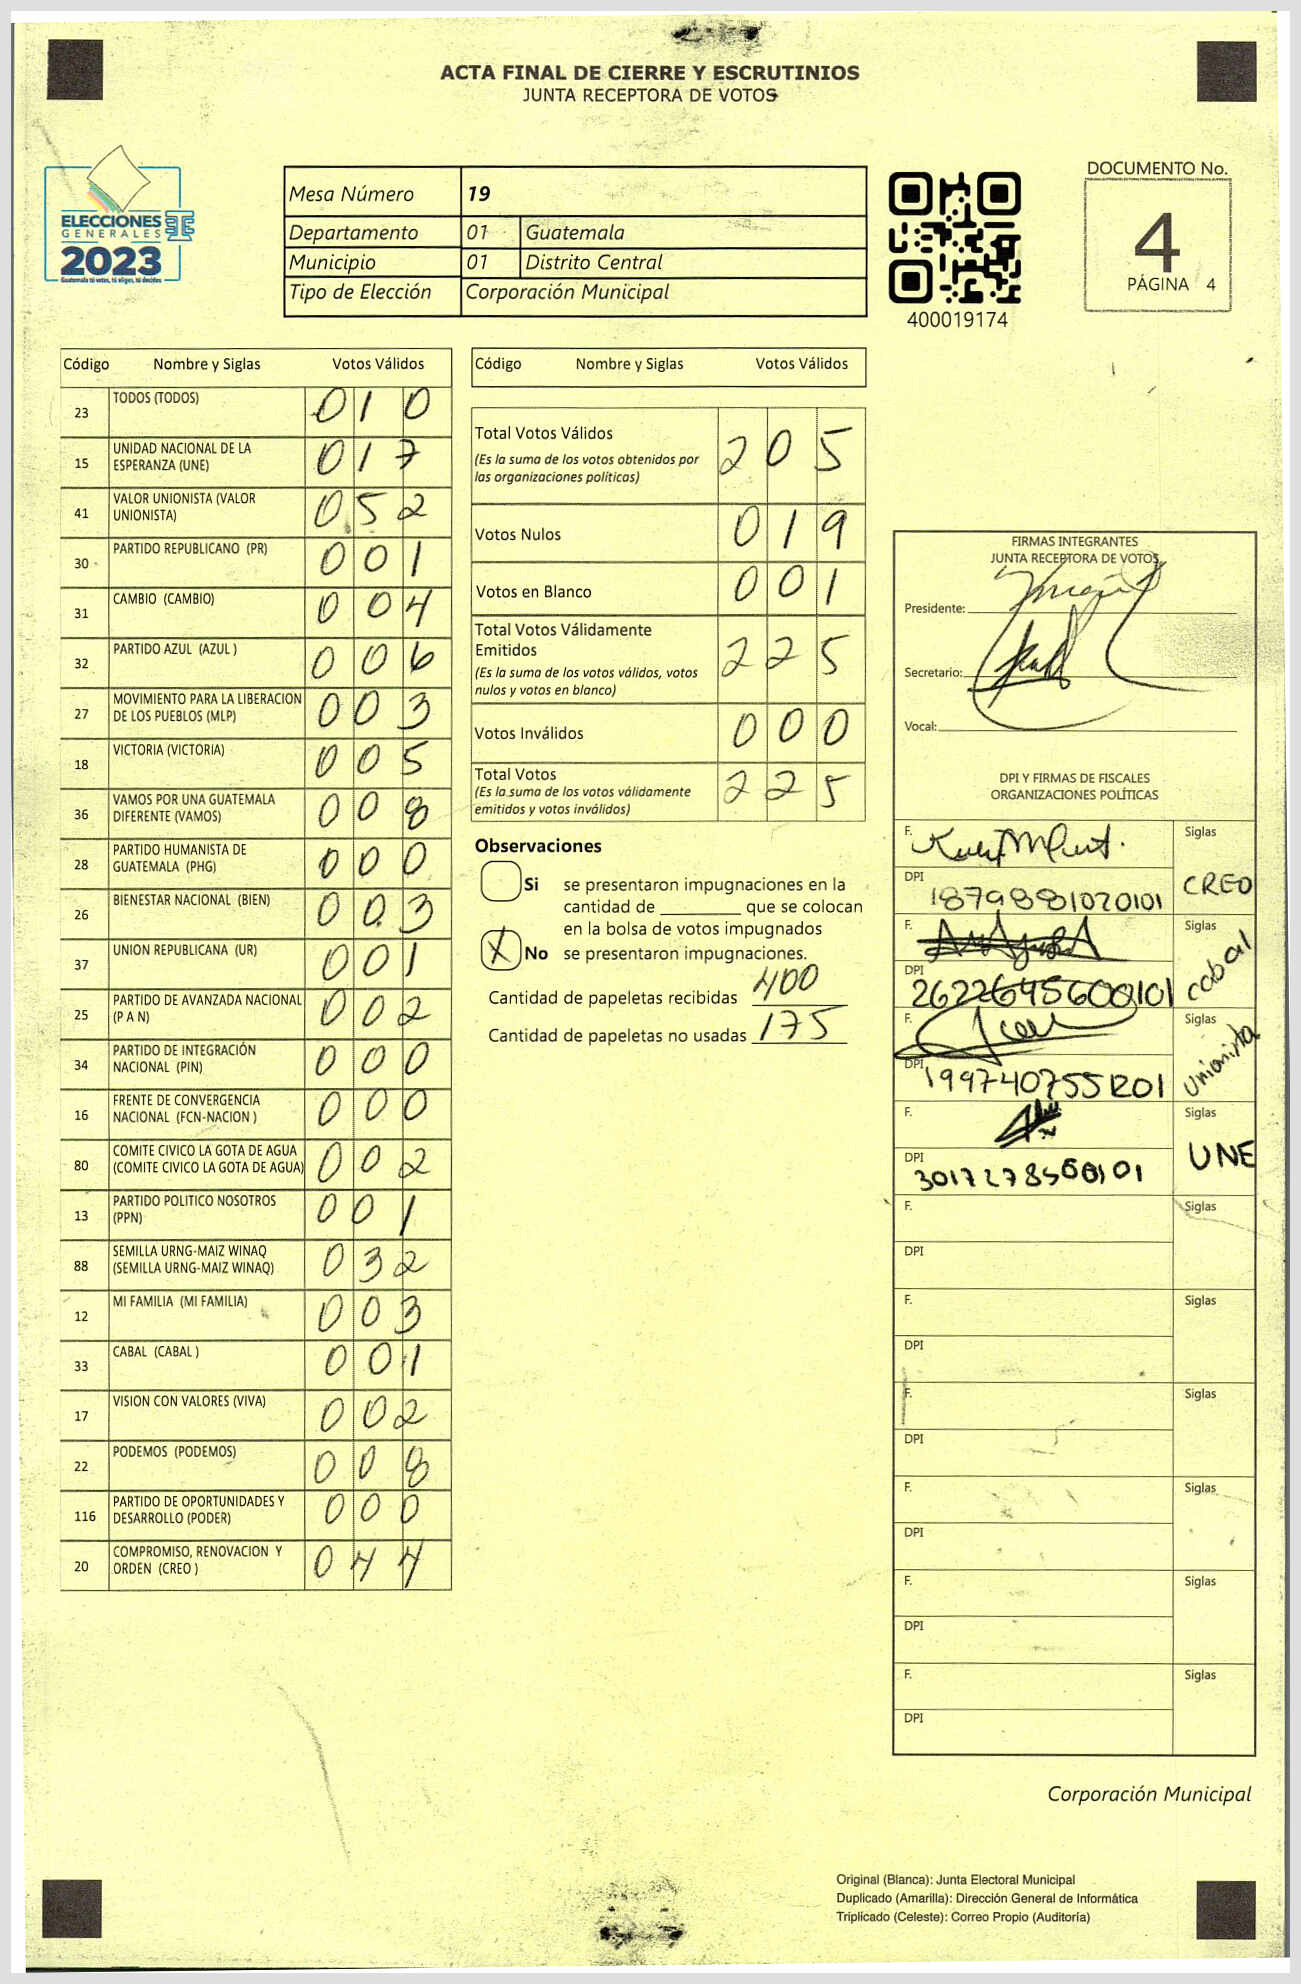 ACTA FINAL DE CIERRE Y ESCRUTINIOS
JUNTA RECEPTORA DE VOTOS
ELECCIONES
GENERALES
2023
Guatemala tú votes, tú eliges, tú decides
Mesa Número 19
Departamento 01 Guatemala
Municipio 01 Distrito Central
Tipo de Elección Corporación Municipal
400019174
DOCUMENTO No.
4
PÁGINA 4
Código Nombre y Siglas Votos Válidos
23 TODOS (TODOS) 010
15 UNIDAD NACIONAL DE LA
ESPERANZA (UNE) 017
41 VALOR UNIONISTA (VALOR
UNIONISTA) 052
30 PARTIDO REPUBLICANO (PR) 001
31 CAMBIO (CAMBIO) 004
32 PARTIDO AZUL (AZUL ) 006
27 MOVIMIENTO PARA LA LIBERACION
DE LOS PUEBLOS (MLP) 003
18 VICTORIA (VICTORIA) 005
36 VAMOS POR UNA GUATEMALA
DIFERENTE (VAMOS) 008
28 PARTIDO HUMANISTA DE
GUATEMALA (PHG) 000
26 BIENESTAR NACIONAL (BIEN) 003
37 UNION REPUBLICANA (UR) 001
25 PARTIDO DE AVANZADA NACIONAL
(P A N) 002
34 PARTIDO DE INTEGRACIÓN
NACIONAL (PIN) 000
16 FRENTE DE CONVERGENCIA
NACIONAL (FCN-NACION ) 000
80 COMITE CIVICO LA GOTA DE AGUA
(COMITE CIVICO LA GOTA DE AGUA) 002
13 PARTIDO POLITICO NOSOTROS
(PPN) 001
88 SEMILLA URNG-MAIZ WINAQ
(SEMILLA URNG-MAIZ WINAQ) 032
12 MI FAMILIA (MI FAMILIA) 003
33 CABAL (CABAL ) 001
17 VISION CON VALORES (VIVA) 002
22 PODEMOS (PODEMOS) 008
116 PARTIDO DE OPORTUNIDADES Y
DESARROLLO (PODER) 000
20 COMPROMISO, RENOVACION Y
ORDEN (CREO ) 044
Código Nombre y Siglas Votos Válidos
Total Votos Válidos 205
(Es la suma de los votos obtenidos por
las organizaciones políticas)
Votos Nulos 019
Votos en Blanco 001
Total Votos Válidamente
Emitidos 225
(Es la suma de los votos válidos, votos
nulos y votos en blanco)
Votos Inválidos 000
Total Votos 225
(Es la suma de los votos válidamente
emitidos y votos inválidos)
Observaciones
Si se presentaron impugnaciones en la
cantidad de ________ que se colocan
en la bolsa de votos impugnados
X No se presentaron impugnaciones.
Cantidad de papeletas recibidas 400
Cantidad de papeletas no usadas 175
FIRMAS INTEGRANTES
JUNTA RECEPTORA DE VOTOS
Presidente:
Secretario:
Vocal:
DPI Y FIRMAS DE FISCALES
ORGANIZACIONES POLÍTICAS
F. Siglas
DPI 1879881020101 CREO
F. Siglas
DPI 2622645600101 cabal
F. Siglas
DPI 1997407551201 Unionista
F. Siglas
DPI 3017278560101 UNE
F. Siglas
DPI
F. Siglas
DPI
F. Siglas
DPI
F. Siglas
DPI
F. Siglas
DPI
F. Siglas
DPI
Corporación Municipal
Original (Blanca): Junta Electoral Municipal
Duplicado (Amarilla): Dirección General de Informática
Triplicado (Celeste): Correo Propio (Auditoría)